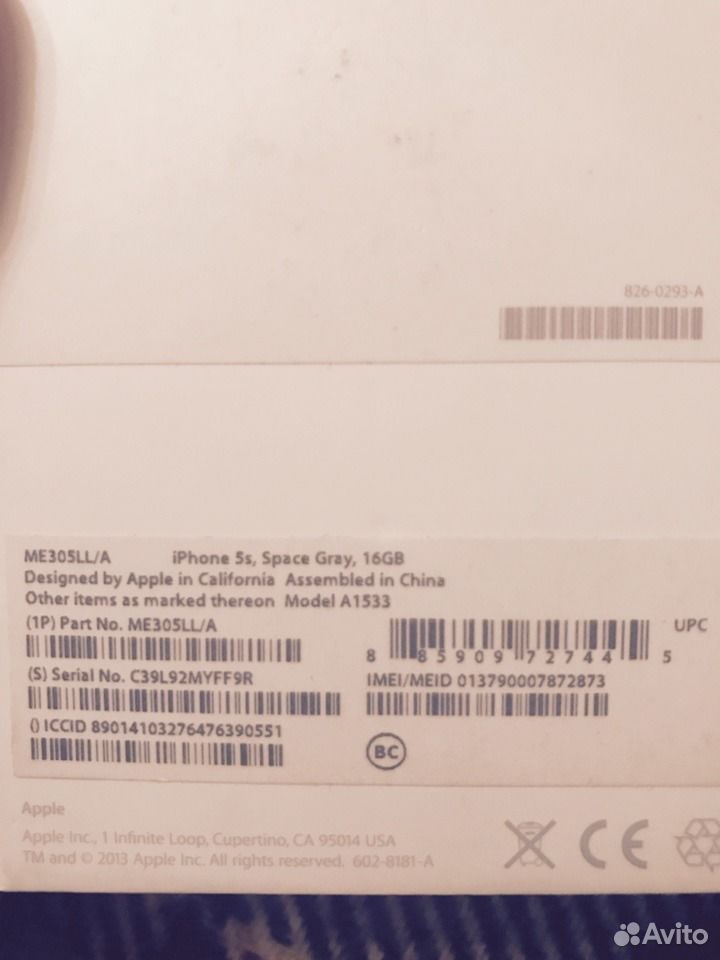 826-0293-A
ME305LL/A iPhone 5s, Space Gray, 16GB
Designed by Apple in California Assembled in China
Other items as marked thereon Model A1533
(1P) Part No. ME305LL/A
UPC
8 85909 72744 5
(S) Serial No. C39L92MYFF9R
IMEI/MEID 013790007872873
() ICCID 89014103276476390551
BC
Apple
Apple Inc., 1 Infinite Loop, Cupertino, CA 95014 USA
TM and © 2013 Apple Inc. All rights reserved. 602-8181-A
CE
Avito